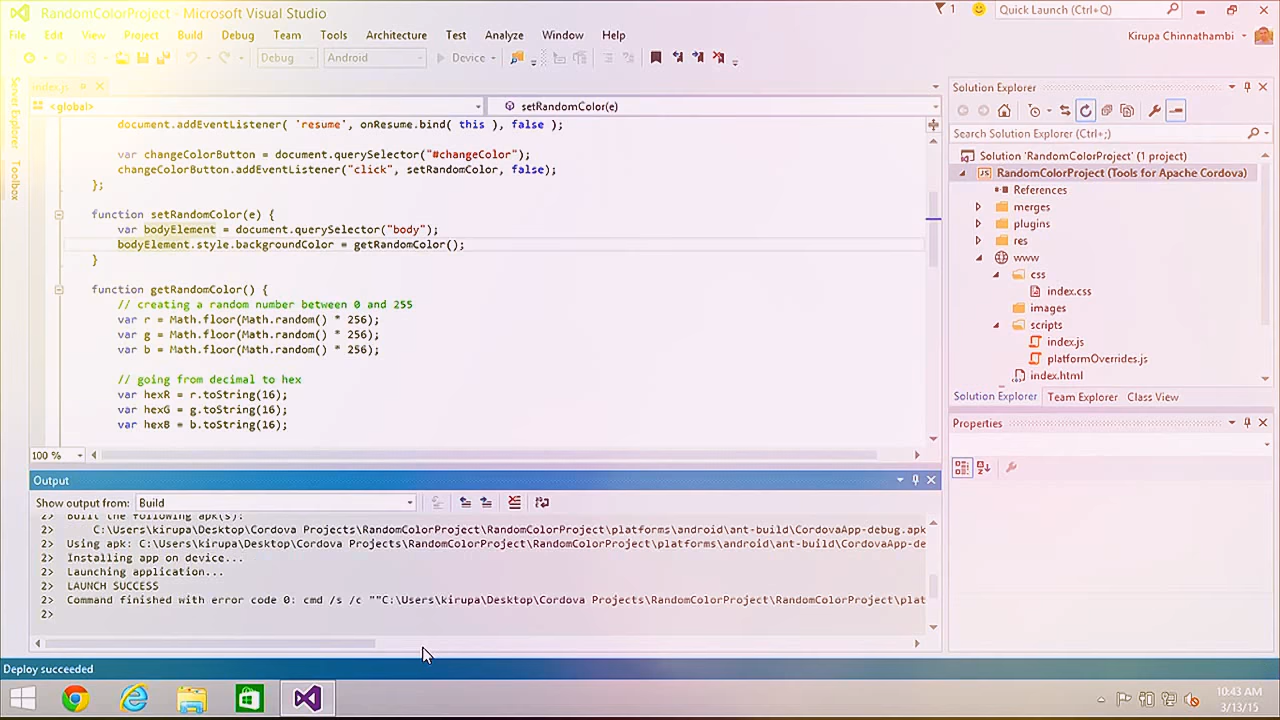 RandomColorProject - Microsoft Visual Studio
1
Quick Launch (Ctrl+Q)
File Edit View Project Build Debug Team Tools Architecture Test Analyze Window Help
Kirupa Chinnathambi
Debug Android Device
Server Explorer
Toolbox
index.js
<global>
setRandomColor(e)
document.addEventListener( 'resume', onResume.bind( this ), false );
var changeColorButton = document.querySelector("#changeColor");
changeColorButton.addEventListener("click", setRandomColor, false);
};
function setRandomColor(e) {
var bodyElement = document.querySelector("body");
bodyElement.style.backgroundColor = getRandomColor();
}
function getRandomColor() {
// creating a random number between 0 and 255
var r = Math.floor(Math.random() * 256);
var g = Math.floor(Math.random() * 256);
var b = Math.floor(Math.random() * 256);
// going from decimal to hex
var hexR = r.toString(16);
var hexG = g.toString(16);
var hexB = b.toString(16);
100 %
Output
Show output from: Build
2> Built the following apk(s):
2> C:\Users\kirupa\Desktop\Cordova Projects\RandomColorProject\RandomColorProject\platforms\android\ant-build\CordovaApp-debug.apk
2> Using apk: C:\Users\kirupa\Desktop\Cordova Projects\RandomColorProject\RandomColorProject\platforms\android\ant-build\CordovaApp-de
2> Installing app on device...
2> Launching application...
2> LAUNCH SUCCESS
2> Command finished with error code 0: cmd /s /c ""C:\Users\kirupa\Desktop\Cordova Projects\RandomColorProject\RandomColorProject\plat
2>
Solution Explorer
Search Solution Explorer (Ctrl+;)
Solution 'RandomColorProject' (1 project)
RandomColorProject (Tools for Apache Cordova)
References
merges
plugins
res
www
css
index.css
images
scripts
index.js
platformOverrides.js
index.html
Solution Explorer Team Explorer Class View
Properties
Deploy succeeded
10:43 AM
3/13/15